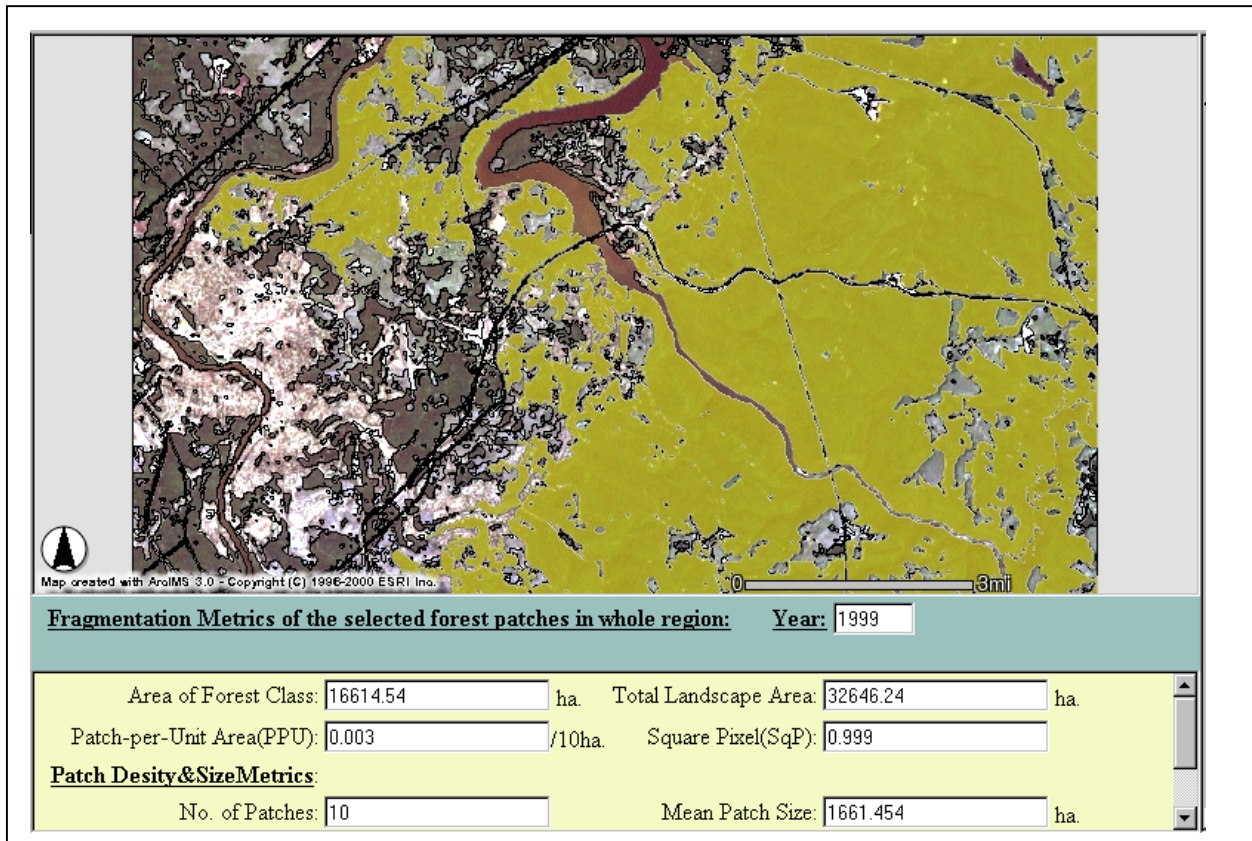 Map created with ArcIMS 3.0 - Copyright (C) 1996-2000 ESRI Inc.
0 3mi
Fragmentation Metrics of the selected forest patches in whole region: Year: 1999
Area of Forest Class: 16614.54 ha. Total Landscape Area: 32646.24 ha.
Patch-per-Unit Area(PPU): 0.003 /10ha. Square Pixel(SqP): 0.999
Patch Desity&SizeMetrics:
No. of Patches: 10 Mean Patch Size: 1661.454 ha.